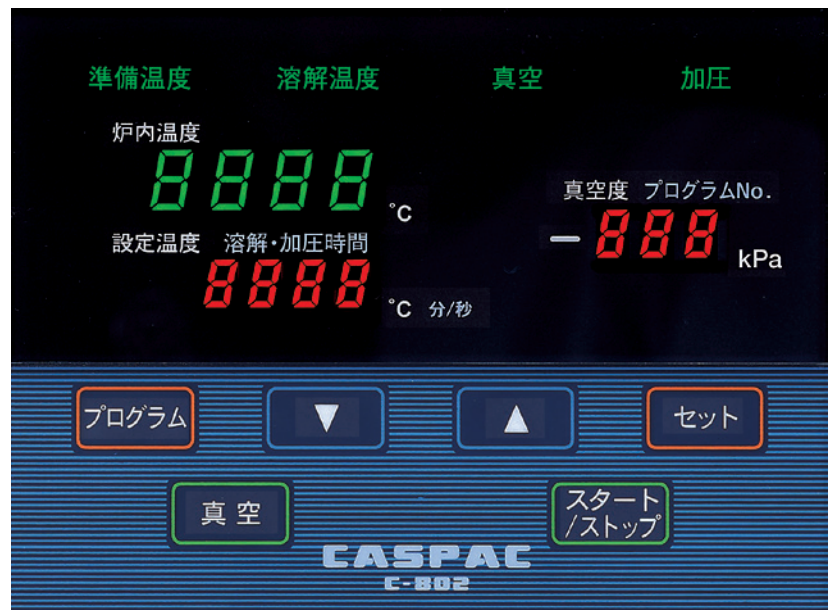 準備温度 溶解温度 真空 加圧
炉内温度
8888 °C
真空度 プログラムNo.
-888 kPa
設定温度 溶解・加圧時間
8888 °C 分/秒
プログラム ▼ ▲ セット
真空 スタート
/ストップ
CASPAC
C-802